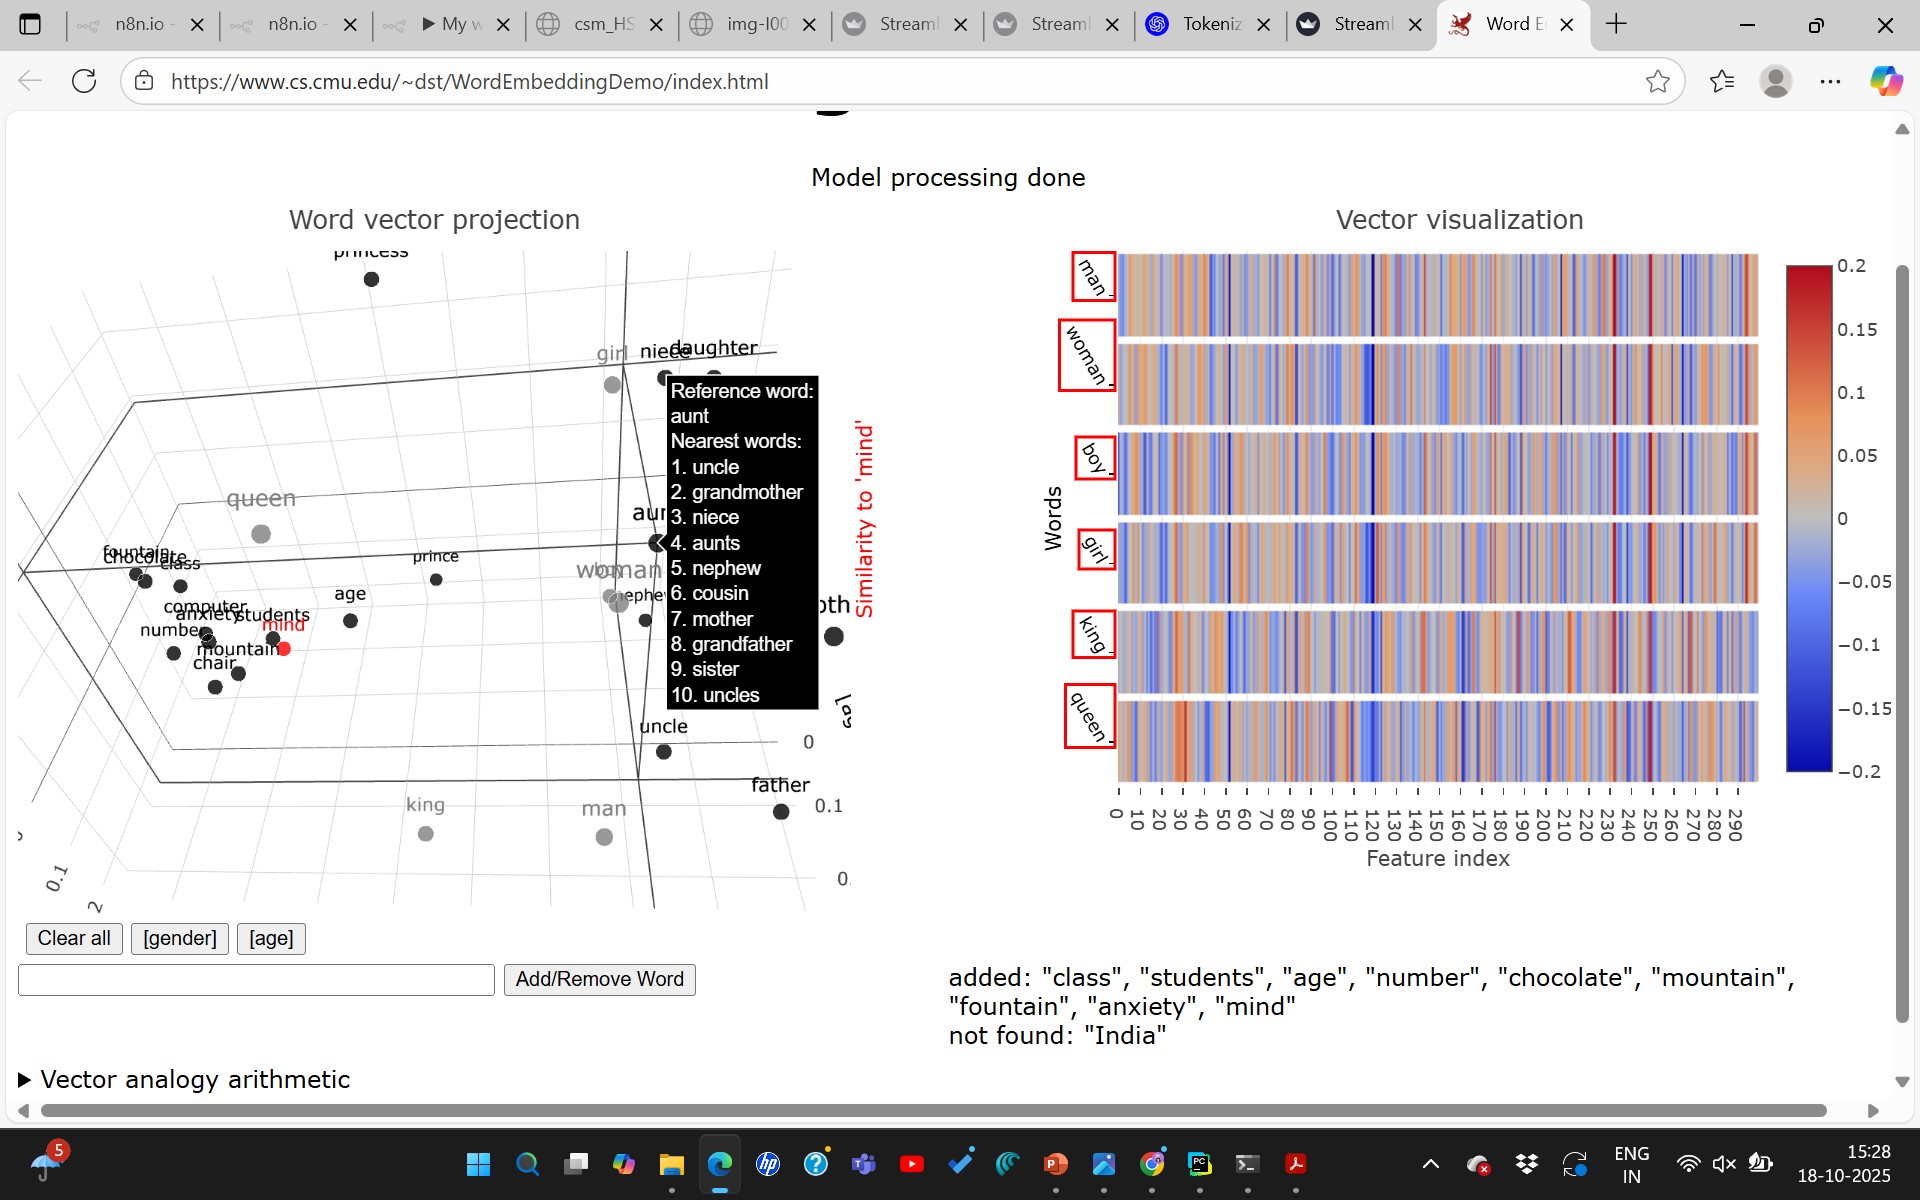 n8n.io -
n8n.io -
My w
csm_HS
img-l00
Streaml
Streaml
Tokeniz
Streaml
Word E
https://www.cs.cmu.edu/~dst/WordEmbeddingDemo/index.html
Model processing done
Word vector projection
princess
girl
niece
daughter
queen
aun
Reference word:
aunt
Nearest words:
1. uncle
2. grandmother
3. niece
4. aunts
5. nephew
6. cousin
7. mother
8. grandfather
9. sister
10. uncles
fountain
chocolate
class
prince
woman
boy
nephew
age
computer
anxiety
students
mind
number
mountain
chair
oth
uncle
father
king
man
0
0.1
0.
0.1
2
Similarity to 'mind'
Clear all
[gender]
[age]
Add/Remove Word
▶ Vector analogy arithmetic
Vector visualization
Words
man
woman
boy
girl
king
queen
0 10 20 30 40 50 60 70 80 90 100 110 120 130 140 150 160 170 180 190 200 210 220 230 240 250 260 270 280 290
Feature index
0.2
0.15
0.1
0.05
0
−0.05
−0.1
−0.15
−0.2
added: "class", "students", "age", "number", "chocolate", "mountain",
"fountain", "anxiety", "mind"
not found: "India"
5
hp
PC
ENG
IN
15:28
18-10-2025